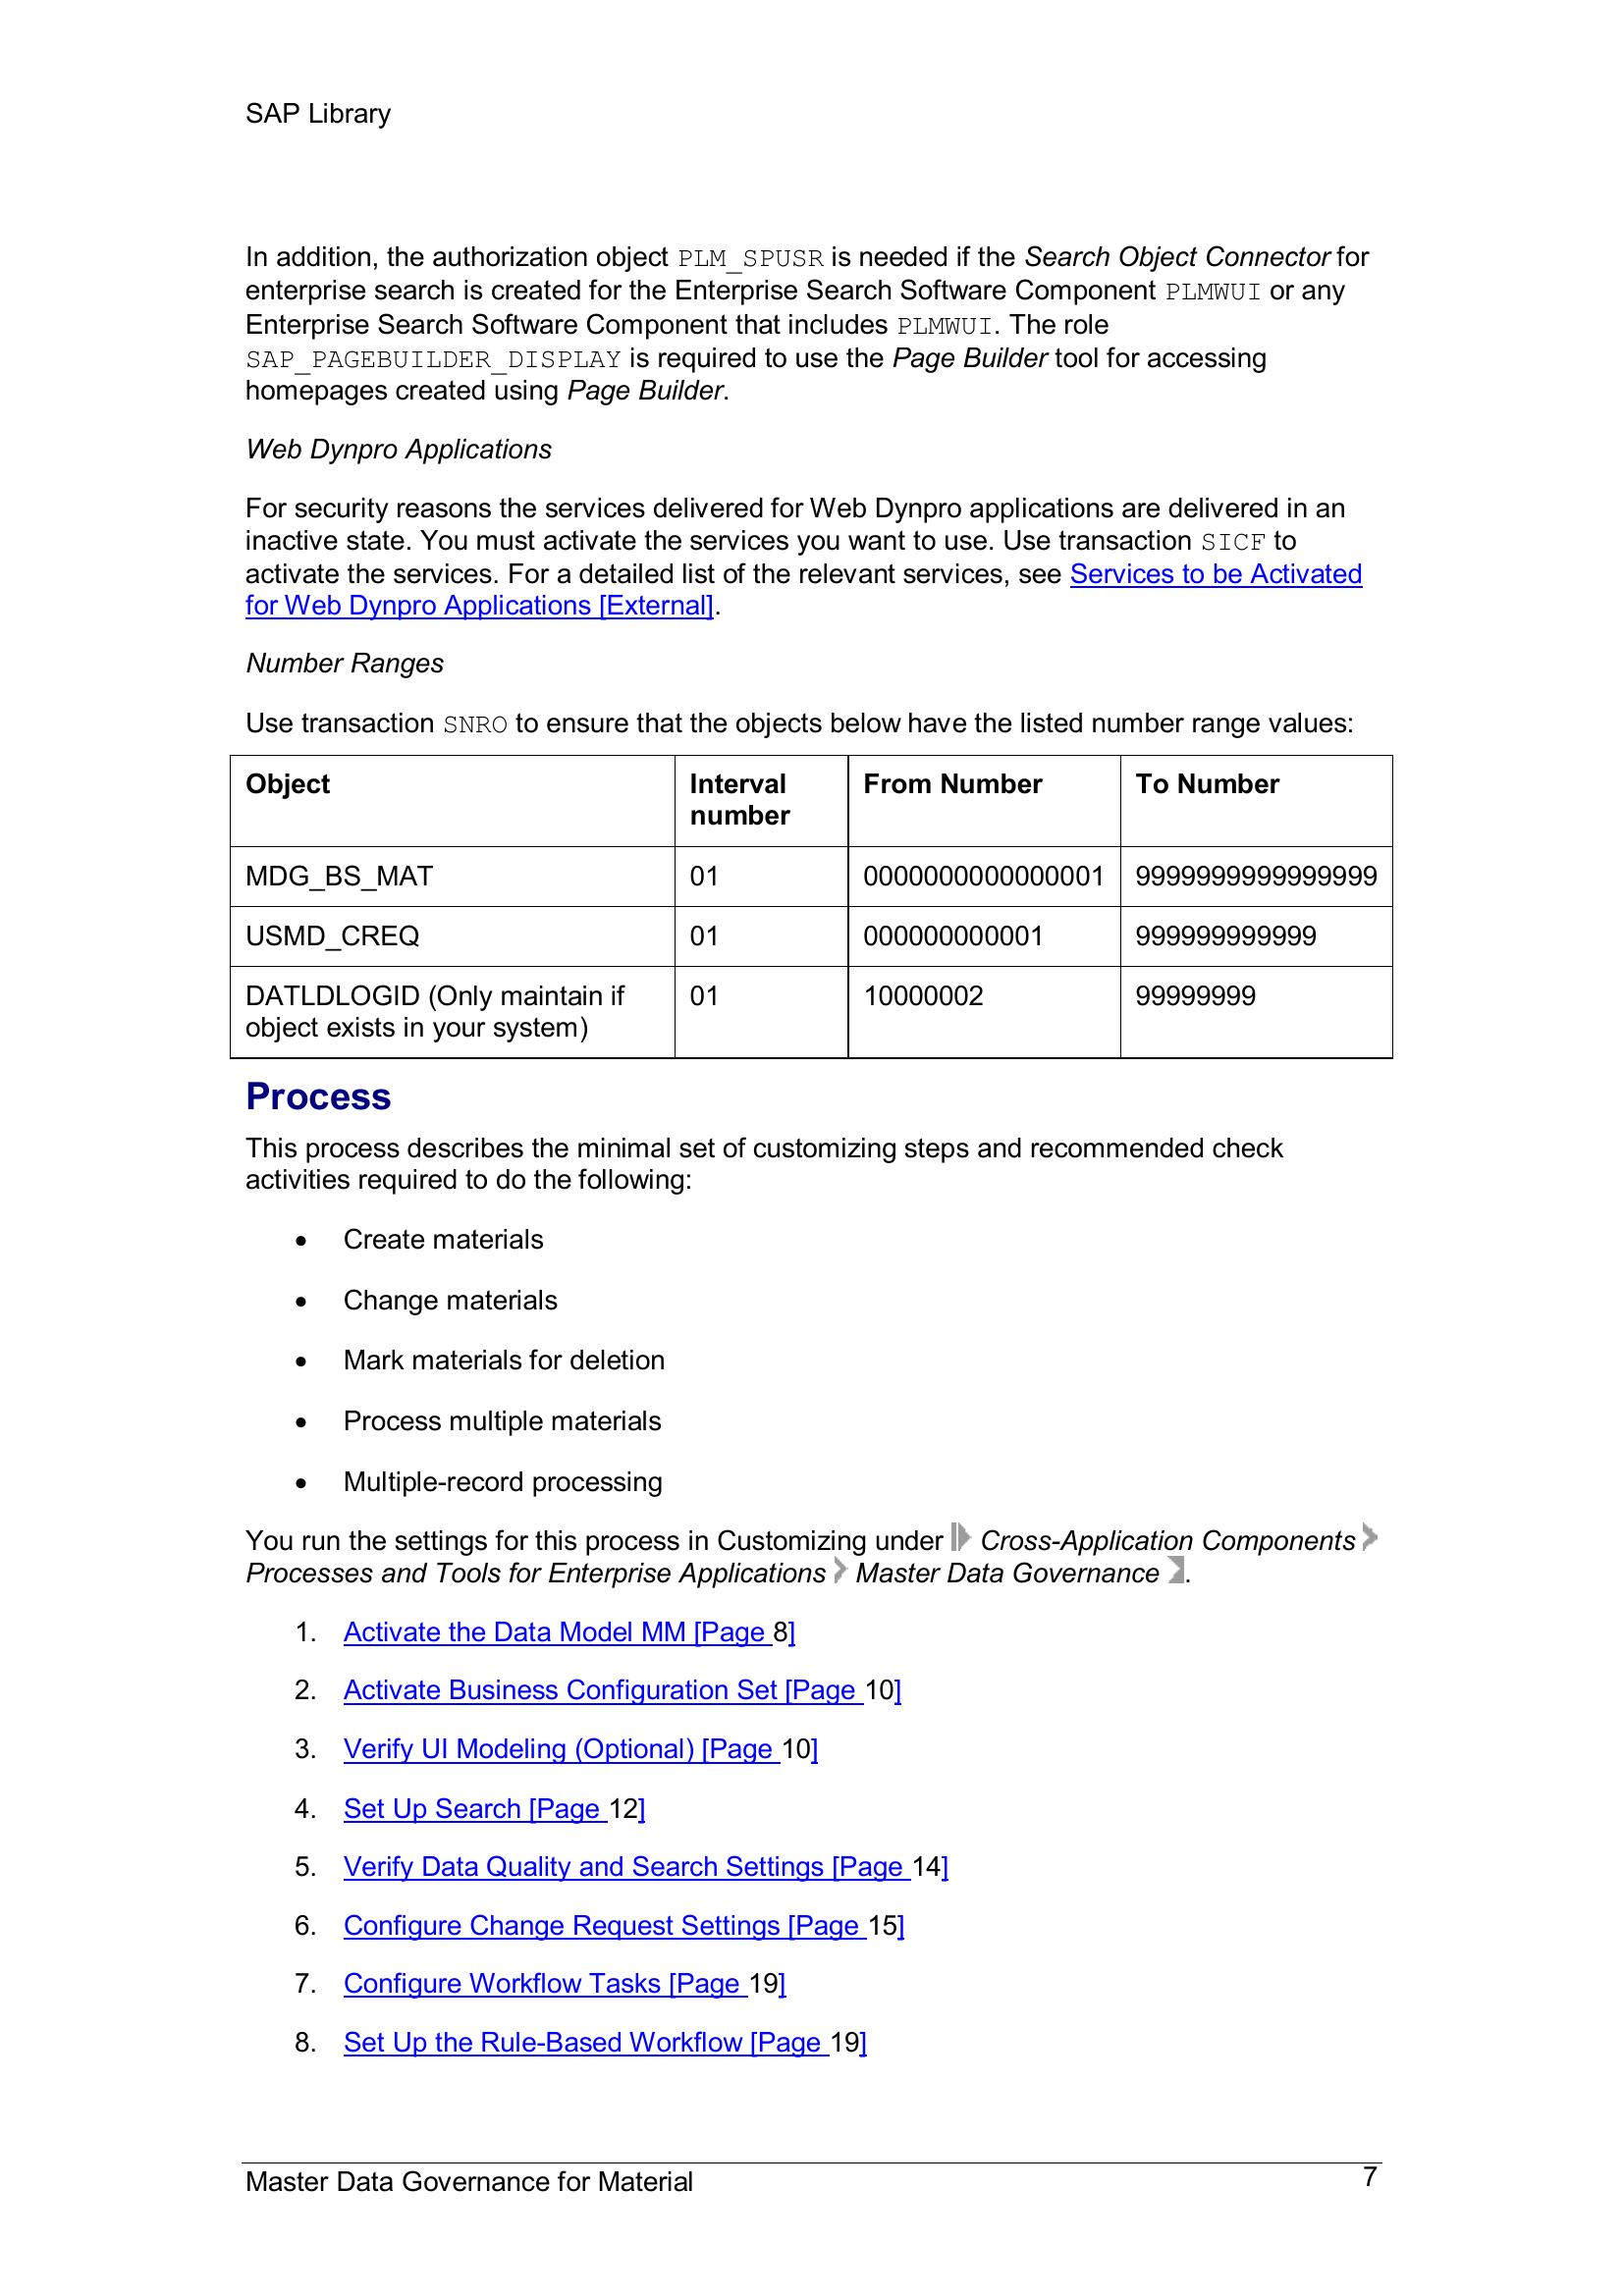 SAP Library
In addition, the authorization object PLM_SPUSR is needed if the Search Object Connector for
enterprise search is created for the Enterprise Search Software Component PLMWUI or any
Enterprise Search Software Component that includes PLMWUI. The role
SAP_PAGEBUILDER_DISPLAY is required to use the Page Builder tool for accessing
homepages created using Page Builder.
Web Dynpro Applications
For security reasons the services delivered for Web Dynpro applications are delivered in an
inactive state. You must activate the services you want to use. Use transaction SICF to
activate the services. For a detailed list of the relevant services, see Services to be Activated
for Web Dynpro Applications [External].
Number Ranges
Use transaction SNRO to ensure that the objects below have the listed number range values:
Object Interval From Number To Number
number
MDG_BS_MAT 01 0000000000000001 9999999999999999
USMD_CREQ 01 000000000001 999999999999
DATLDLOGID (Only maintain if 01 10000002 99999999
object exists in your system)
Process
This process describes the minimal set of customizing steps and recommended check
activities required to do the following:
• Create materials
• Change materials
• Mark materials for deletion
• Process multiple materials
• Multiple-record processing
You run the settings for this process in Customizing under Cross-Application Components
Processes and Tools for Enterprise Applications Master Data Governance .
1. Activate the Data Model MM [Page 8]
2. Activate Business Configuration Set [Page 10]
3. Verify UI Modeling (Optional) [Page 10]
4. Set Up Search [Page 12]
5. Verify Data Quality and Search Settings [Page 14]
6. Configure Change Request Settings [Page 15]
7. Configure Workflow Tasks [Page 19]
8. Set Up the Rule-Based Workflow [Page 19]
Master Data Governance for Material 7